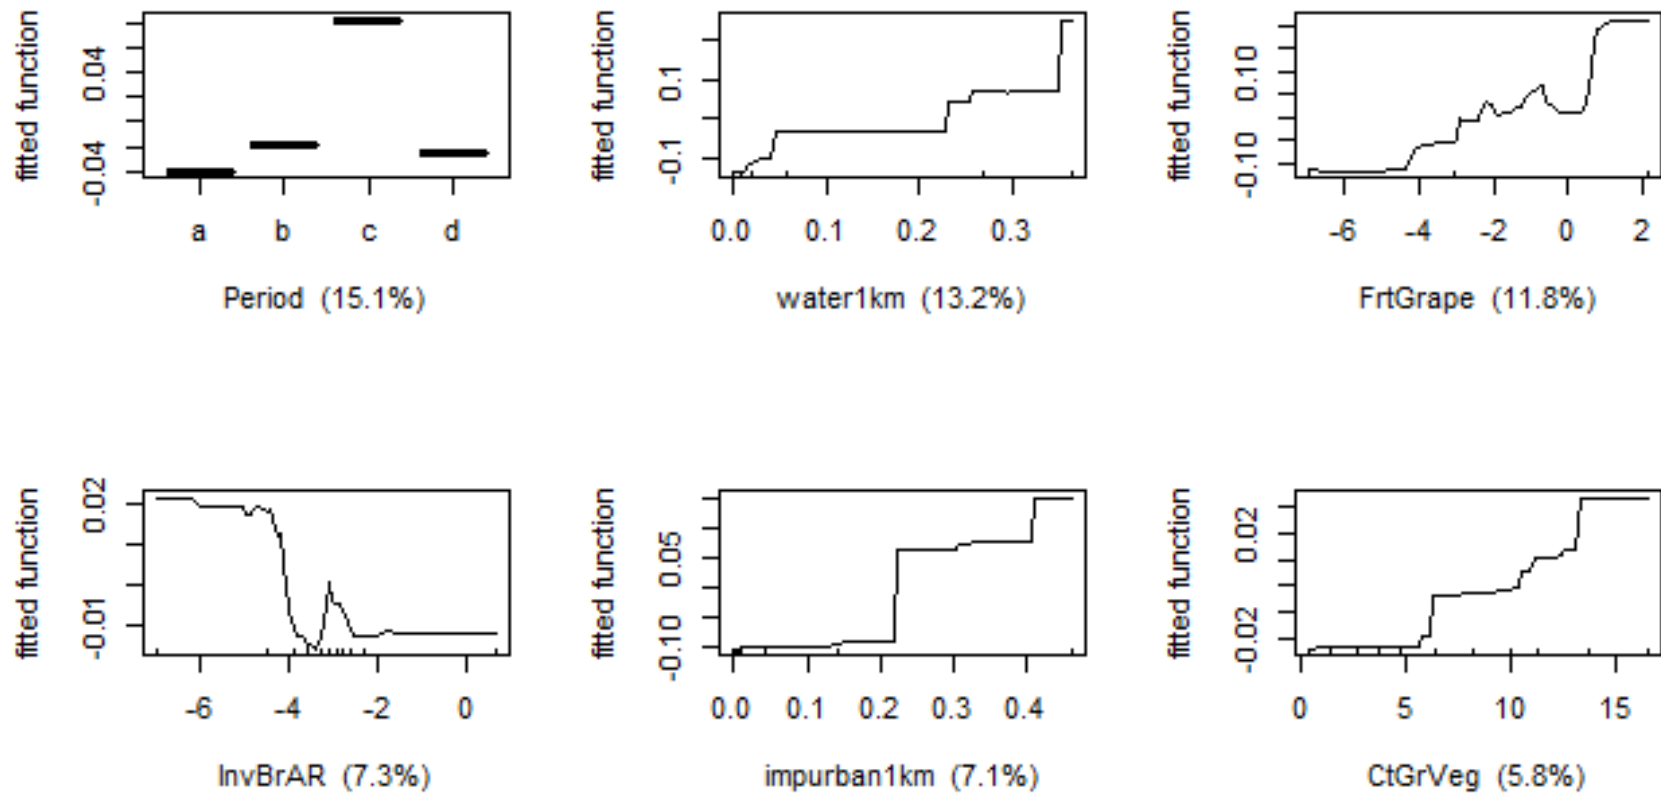 fitted function
0.04
-0.04
a b c d
Period (15.1%)
fitted function
0.1
-0.1
0.0 0.1 0.2 0.3
water1km (13.2%)
fitted function
0.10
-0.10
-6 -4 -2 0 2
FrtGrape (11.8%)
fitted function
0.02
-0.01
-6 -4 -2 0
InvBrAR (7.3%)
fitted function
0.05
-0.10
0.0 0.1 0.2 0.3 0.4
impurban1km (7.1%)
fitted function
0.02
-0.02
0 5 10 15
CtGrVeg (5.8%)